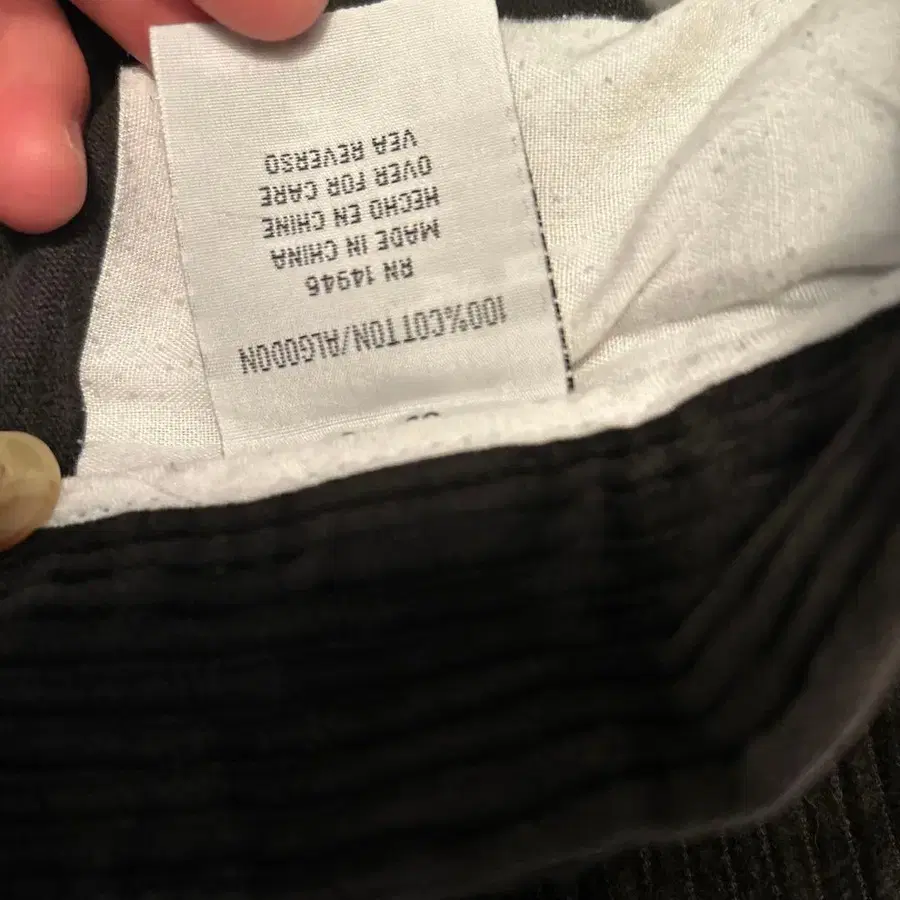 100%COTTON/ALGODON
RN 14946
MADE IN CHINA
HECHO EN CHINE
OVER FOR CARE
VEA REVERSO